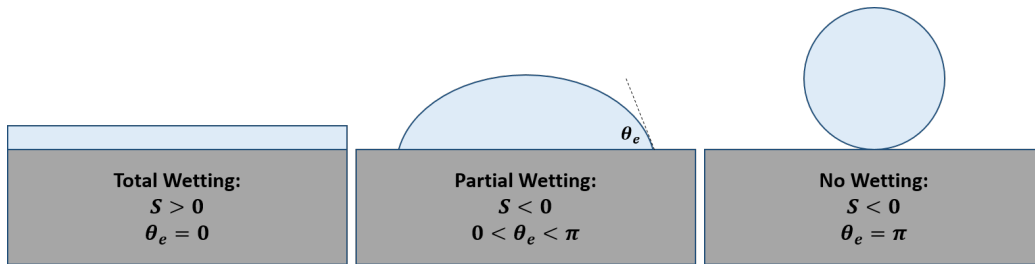 θₑ
Total Wetting:
S > 0
θₑ = 0
Partial Wetting:
S < 0
0 < θₑ < π
No Wetting:
S < 0
θₑ = π